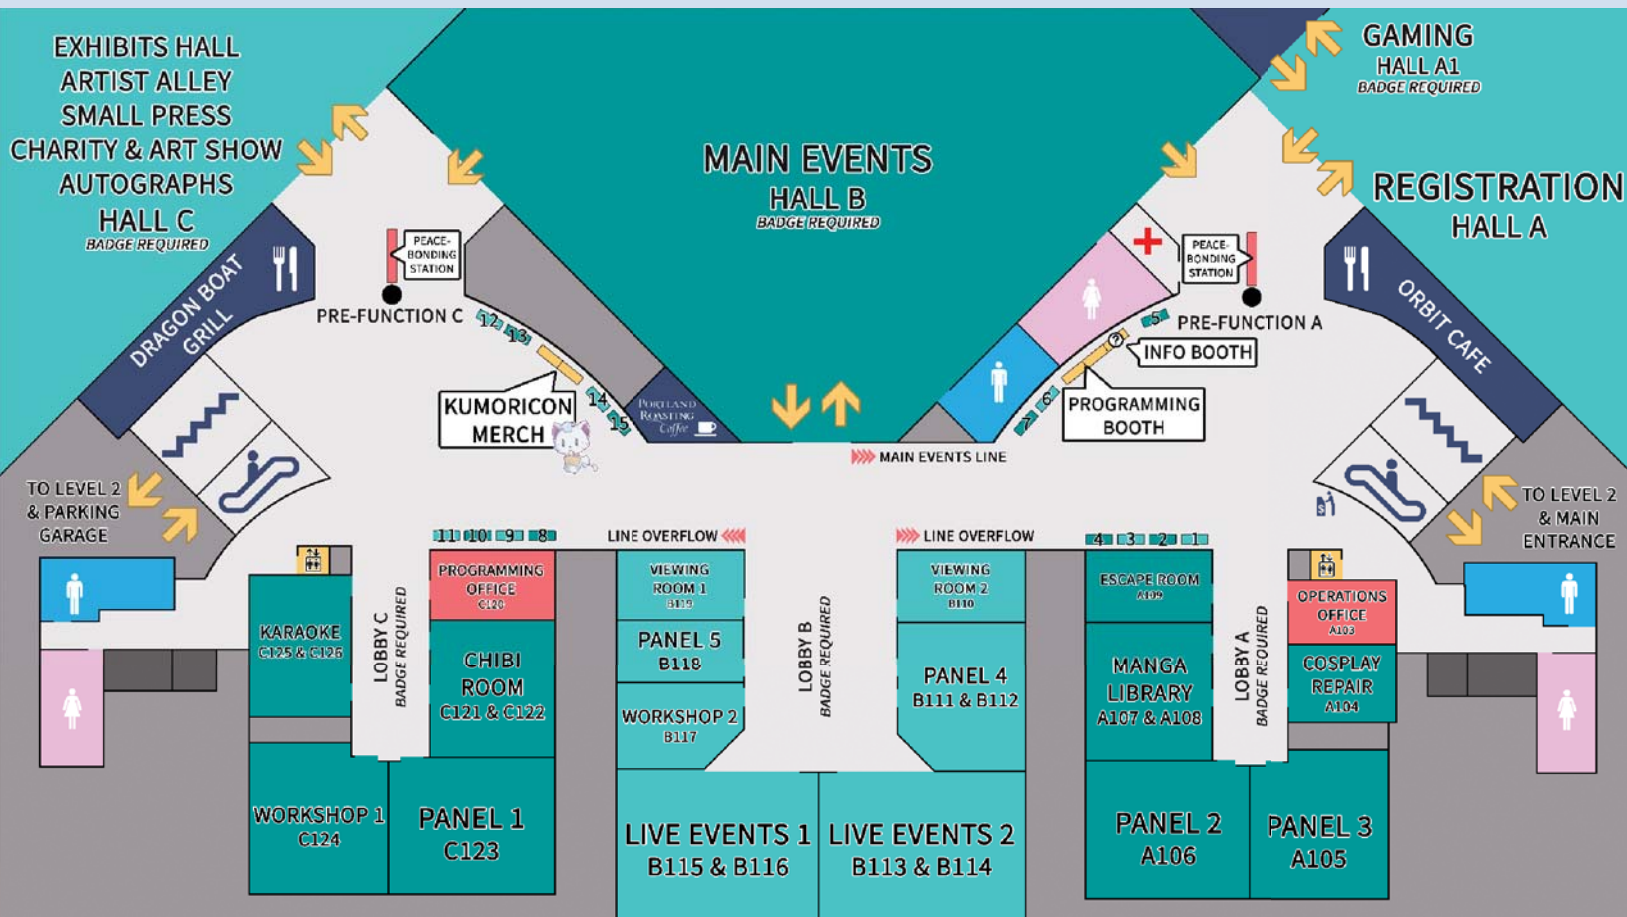 EXHIBITS HALL
ARTIST ALLEY
SMALL PRESS
CHARITY & ART SHOW
AUTOGRAPHS
HALL C
BADGE REQUIRED
MAIN EVENTS
HALL B
BADGE REQUIRED
GAMING
HALL A1
BADGE REQUIRED
REGISTRATION
HALL A
DRAGON BOAT
GRILL
PEACE-
BONDING
STATION
PRE-FUNCTION C
12
13
KUMORICON
MERCH
14
15
PORTLAND
ROASTING
Coffee
PEACE-
BONDING
STATION
5
PRE-FUNCTION A
?
INFO BOOTH
6
7
PROGRAMMING
BOOTH
ORBIT CAFE
MAIN EVENTS LINE
TO LEVEL 2
& PARKING
GARAGE
TO LEVEL 2
& MAIN
ENTRANCE
$
11 10 9 8
LINE OVERFLOW
LINE OVERFLOW
4 3 2 1
PROGRAMMING
OFFICE
C120
VIEWING
ROOM 1
B119
VIEWING
ROOM 2
B110
ESCAPE ROOM
A109
OPERATIONS
OFFICE
A103
KARAOKE
C125 & C126
LOBBY C
BADGE REQUIRED
CHIBI
ROOM
C121 & C122
PANEL 5
B118
WORKSHOP 2
B117
LOBBY B
BADGE REQUIRED
PANEL 4
B111 & B112
MANGA
LIBRARY
A107 & A108
LOBBY A
BADGE REQUIRED
COSPLAY
REPAIR
A104
WORKSHOP 1
C124
PANEL 1
C123
LIVE EVENTS 1
B115 & B116
LIVE EVENTS 2
B113 & B114
PANEL 2
A106
PANEL 3
A105